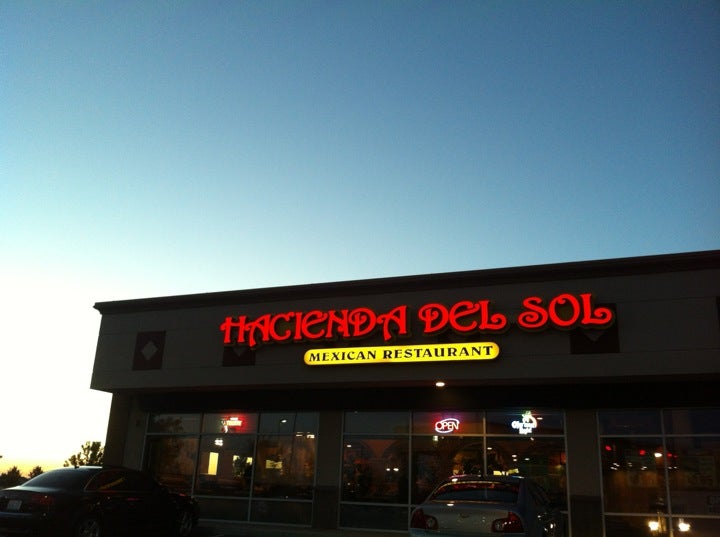 HACIENDA DEL SOL
MEXICAN RESTAURANT
OPEN